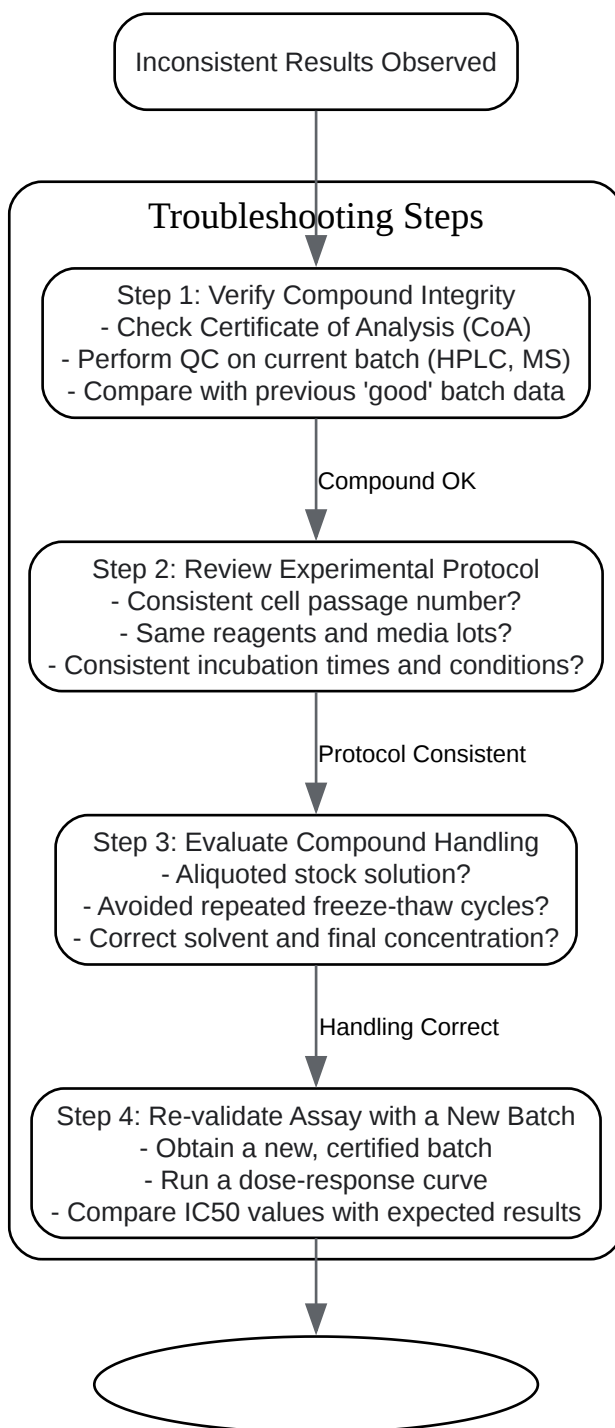 Inconsistent Results Observed
Troubleshooting Steps
Step 1: Verify Compound Integrity
- Check Certificate of Analysis (CoA)
- Perform QC on current batch (HPLC, MS)
- Compare with previous 'good' batch data
Compound OK
Step 2: Review Experimental Protocol
- Consistent cell passage number?
- Same reagents and media lots?
- Consistent incubation times and conditions?
Protocol Consistent
Step 3: Evaluate Compound Handling
- Aliquoted stock solution?
- Avoided repeated freeze-thaw cycles?
- Correct solvent and final concentration?
Handling Correct
Step 4: Re-validate Assay with a New Batch
- Obtain a new, certified batch
- Run a dose-response curve
- Compare IC50 values with expected results